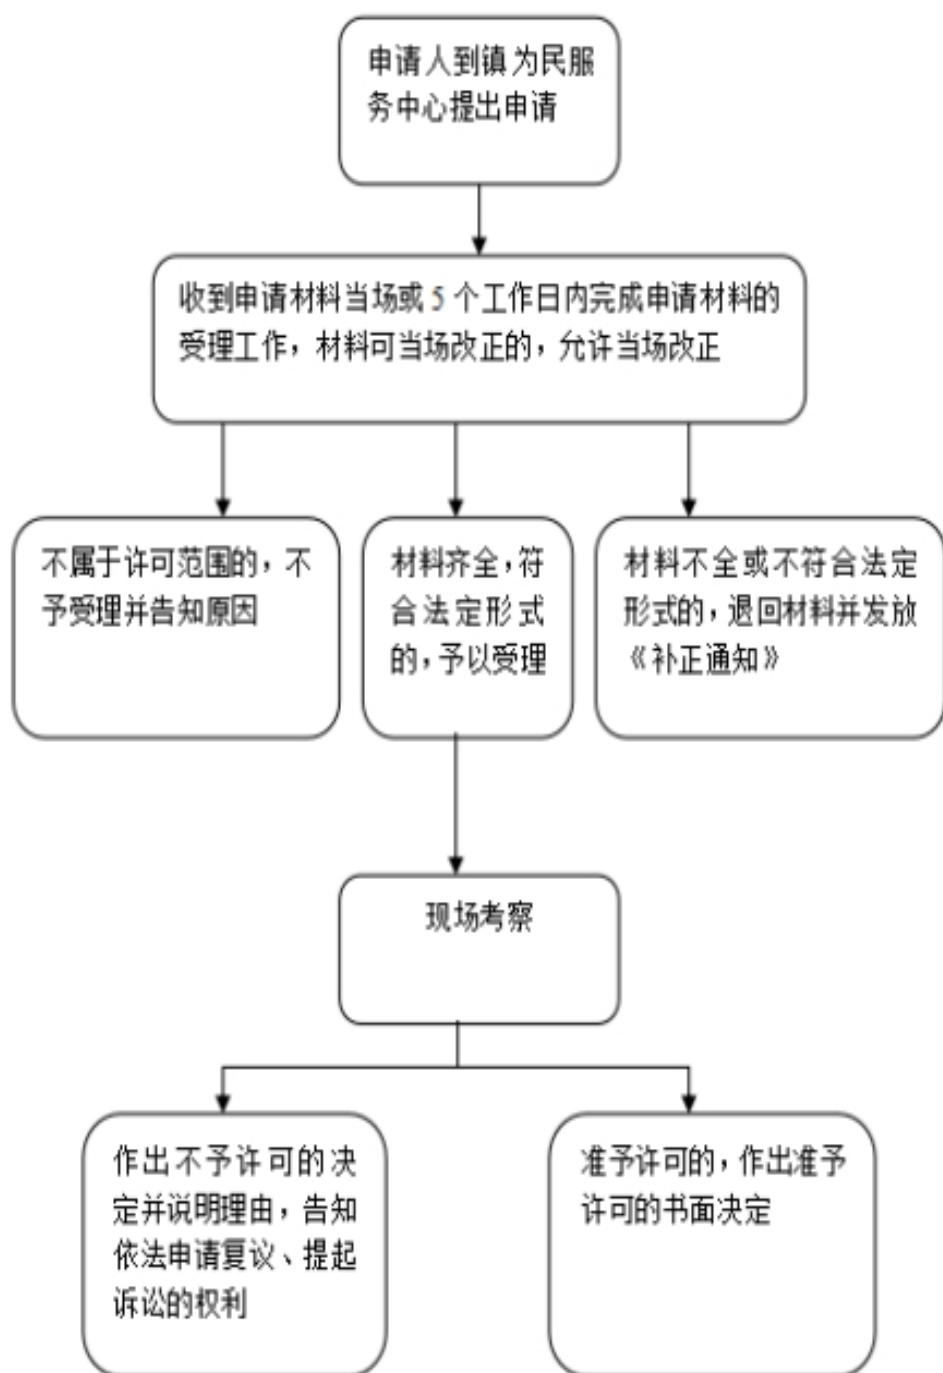 申请人到镇为民服
务中心提出申请
收到申请材料当场或 5 个工作日内完成申请材料的
受理工作，材料可当场改正的，允许当场改正
不属于许可范围的，不
予受理并告知原因
材料齐全，符
合法定形式
的，予以受理
材料不全或不符合法定
形式的，退回材料并发放
《补正通知》
现场考察
作出不予许可的决
定并说明理由，告知
依法申请复议、提起
诉讼的权利
准予许可的，作出准予
许可的书面决定